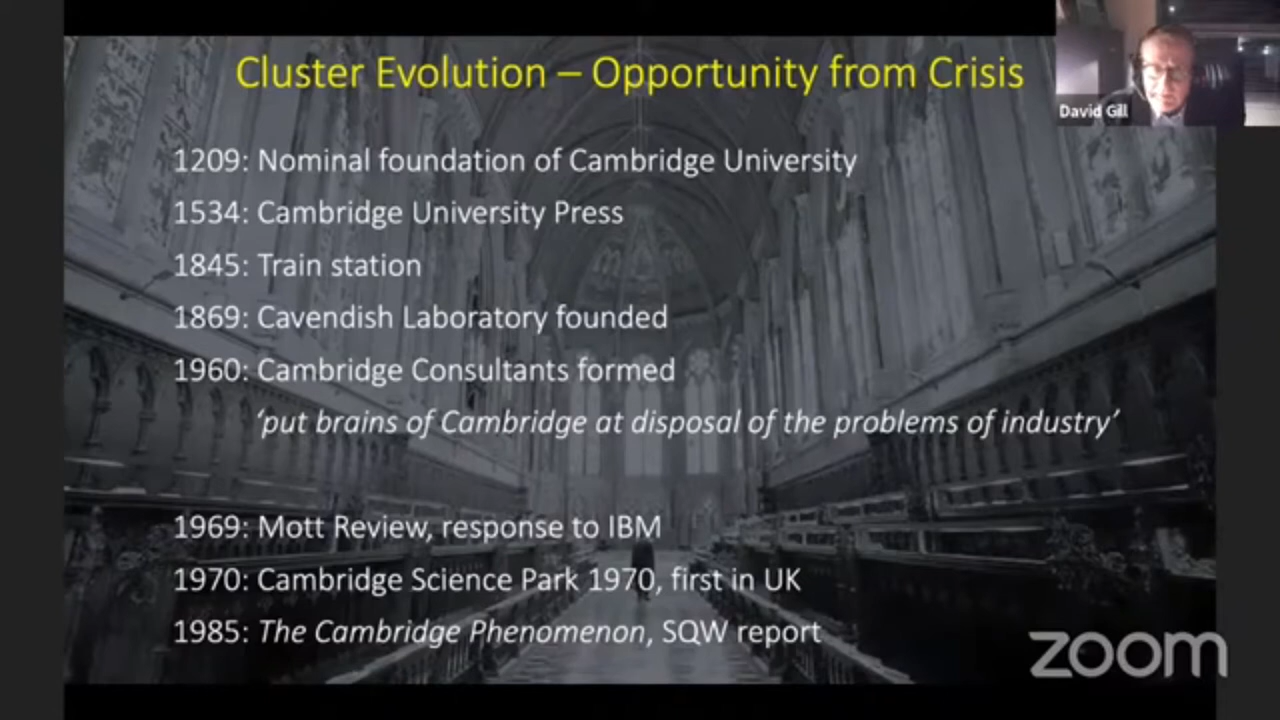 Cluster Evolution – Opportunity from Crisis
David Gill
1209: Nominal foundation of Cambridge University
1534: Cambridge University Press
1845: Train station
1869: Cavendish Laboratory founded
1960: Cambridge Consultants formed
‘put brains of Cambridge at disposal of the problems of industry’
1969: Mott Review, response to IBM
1970: Cambridge Science Park 1970, first in UK
1985: The Cambridge Phenomenon, SQW report
zoom